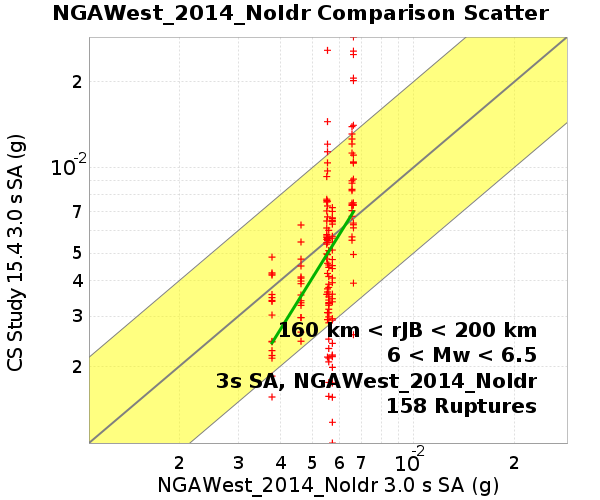 NGAWest_2014_NoIdr Comparison Scatter
CS Study 15.4 3.0 s SA (g)
2
10-2
7
5
4
3
2
160 km < rJB < 200 km
6 < Mw < 6.5
3s SA, NGAWest_2014_NoIdr
158 Ruptures
2 3 4 5 6 7 10-2 2
NGAWest_2014_NoIdr 3.0 s SA (g)